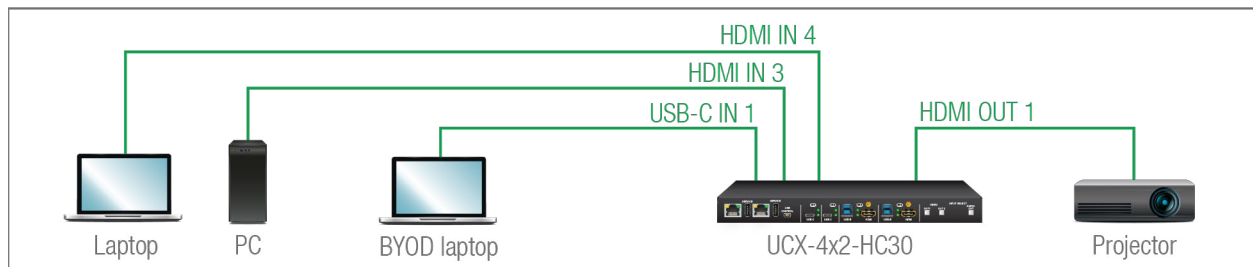 HDMI IN 4
HDMI IN 3
USB-C IN 1
HDMI OUT 1
Laptop
PC
BYOD laptop
UCX-4x2-HC30
Projector